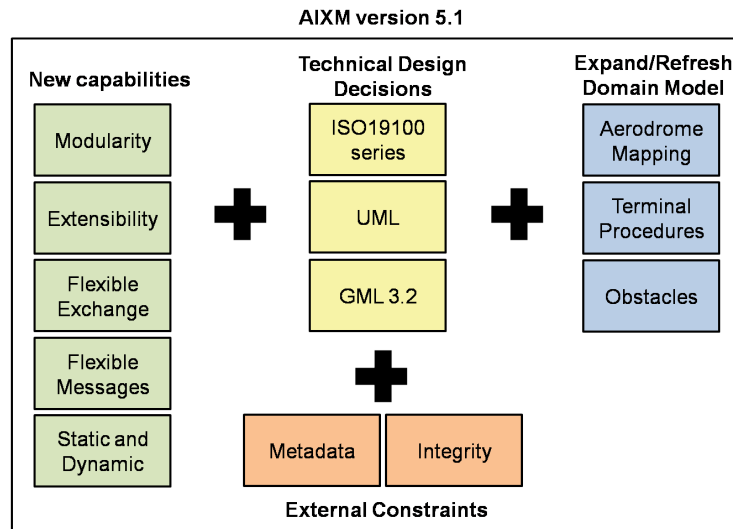 AIXM version 5.1
New capabilities
Modularity
Extensibility
Flexible
Exchange
Flexible
Messages
Static and
Dynamic
Technical Design
Decisions
ISO19100
series
UML
GML 3.2
Expand/Refresh
Domain Model
Aerodrome
Mapping
Terminal
Procedures
Obstacles
Metadata
Integrity
External Constraints